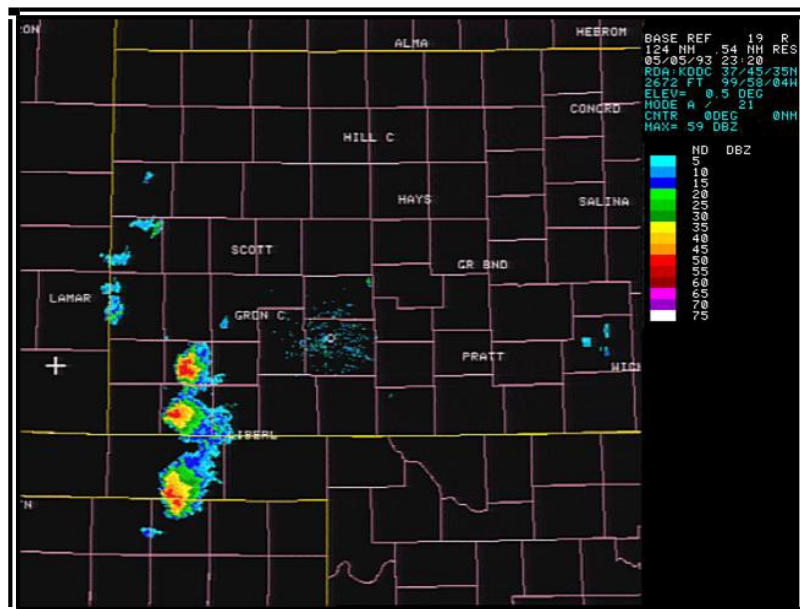 ON
HEBROM
ALMA
CONCRD
HILL C
HAYS
SALINA
SCOTT
GR BND
LAMAR
GRDN C
PRATT
WICH
LIBERL
N
BASE REF 19 R
124 NM .54 NM RES
05/05/93 23:20
RDA:KDDC 37/45/35N
2672 FT 99/58/04W
ELEV= 0.5 DEG
MODE A / 21
CNTR 0DEG 0NM
MAX= 59 DBZ
ND DBZ
5
10
15
20
25
30
35
40
45
50
55
60
65
70
75